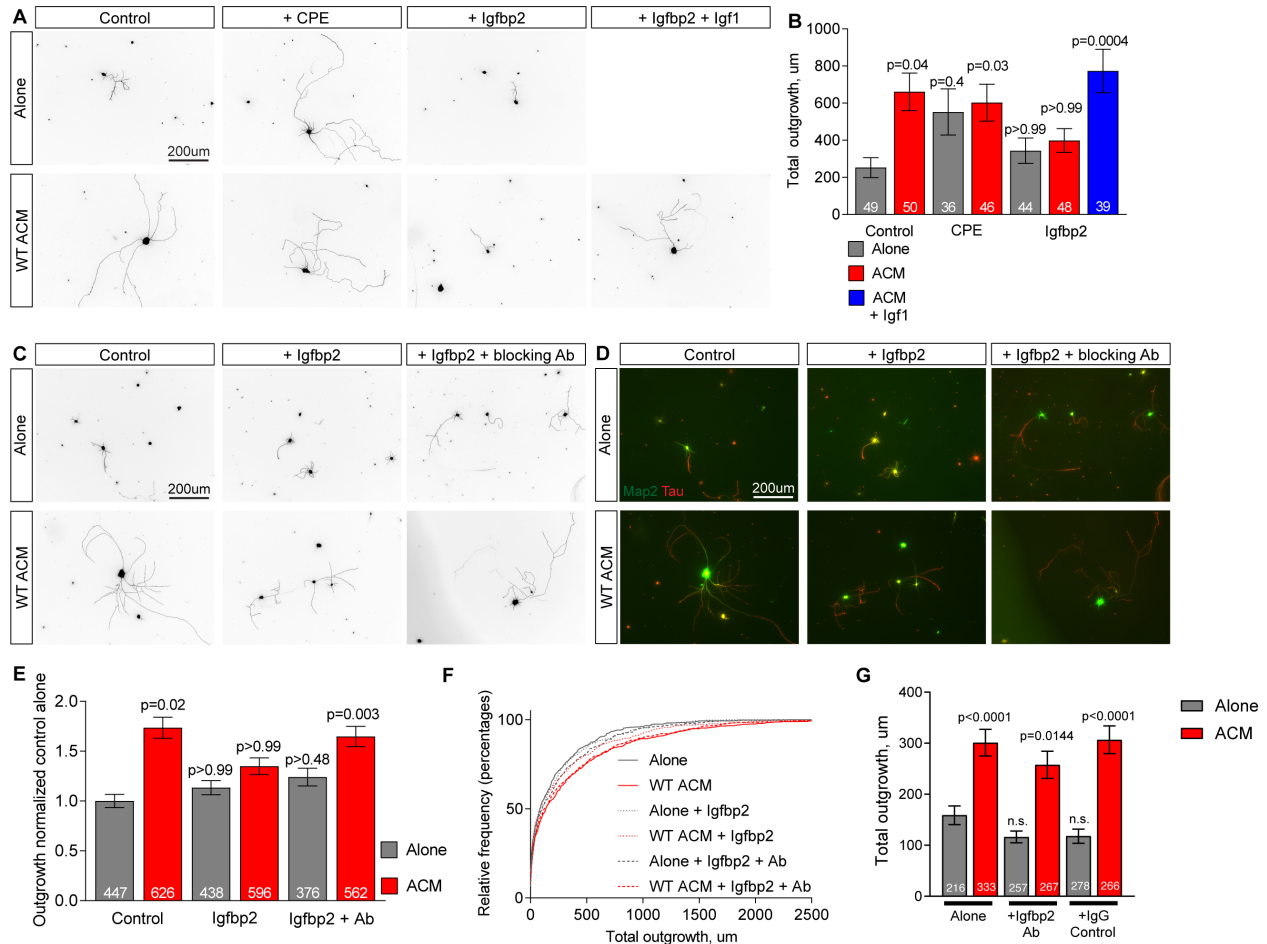 A
Control
+ CPE
+ Igfbp2
+ Igfbp2 + Igf1
Alone
200um
WT ACM
B
Total outgrowth, um
1000
800
600
400
200
0
p=0.04
p=0.4
p=0.03
p>0.99
p>0.99
p=0.0004
49
50
36
46
44
48
39
Control
CPE
Igfbp2
Alone
ACM
ACM
+ Igf1
C
Control
+ Igfbp2
+ Igfbp2 + blocking Ab
Alone
200um
WT ACM
D
Control
+ Igfbp2
+ Igfbp2 + blocking Ab
Alone
Map2 Tau
200um
WT ACM
E
Outgrowth normalized control alone
2.0
1.5
1.0
0.5
0.0
p=0.02
p>0.99
p>0.99
p>0.48
p=0.003
447
626
438
596
376
562
Control
Igfbp2
Igfbp2 + Ab
Alone
ACM
F
Relative frequency (percentages)
100
50
0
0
500
1000
1500
2000
2500
Total outgrowth, um
Alone
WT ACM
Alone + Igfbp2
WT ACM + Igfbp2
Alone + Igfbp2 + Ab
WT ACM + Igfbp2 + Ab
G
Total outgrowth, um
400
300
200
100
0
p<0.0001
n.s.
p=0.0144
n.s.
p<0.0001
216
333
257
267
278
266
Alone
+Igfbp2
Ab
+IgG
Control
Alone
ACM